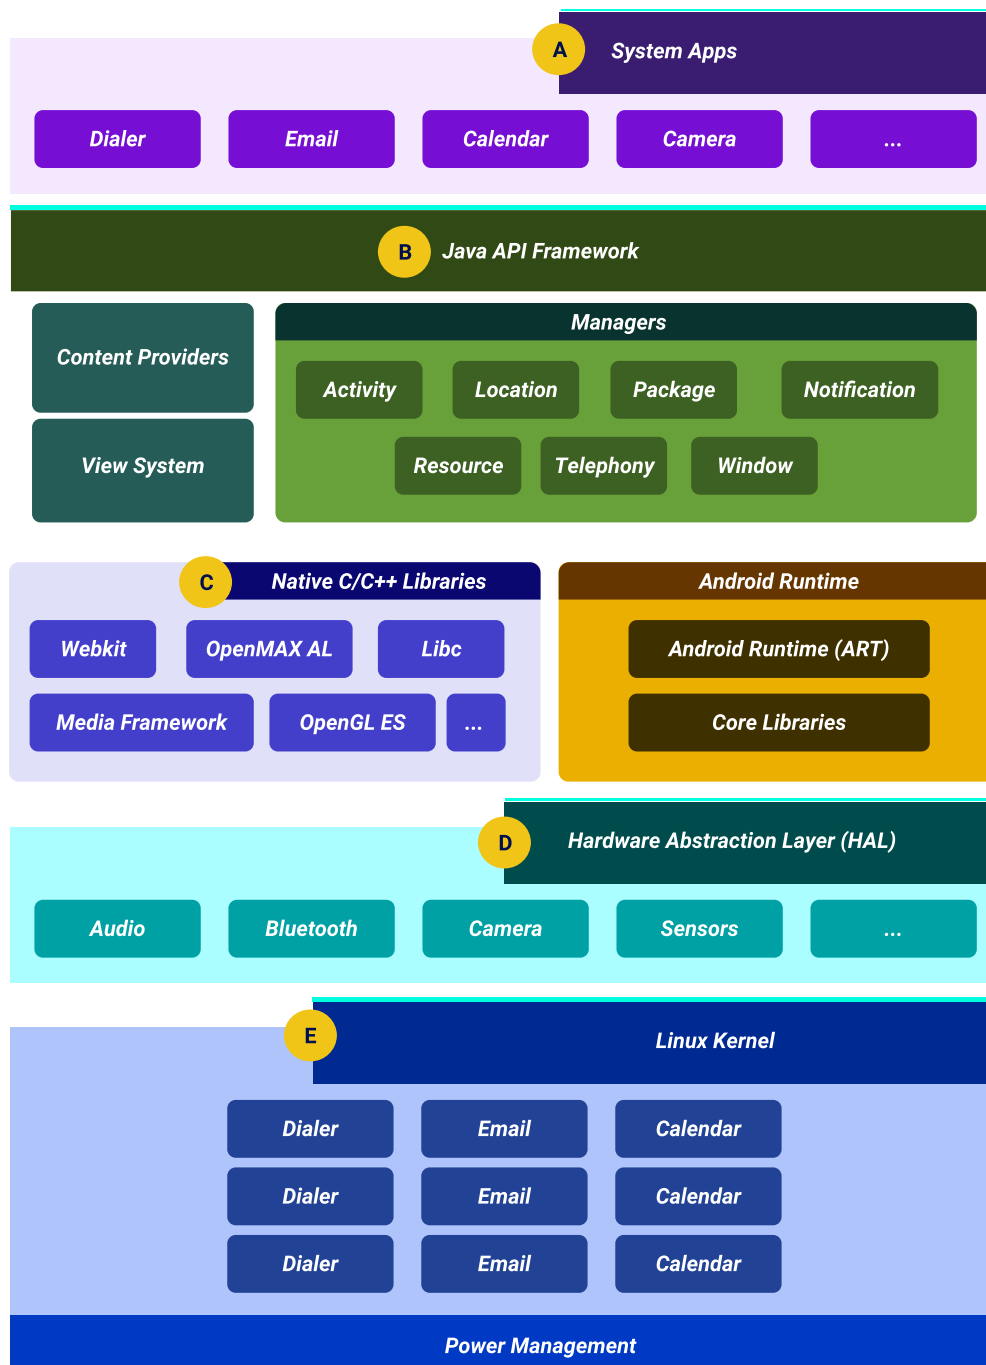 A
System Apps
Dialer
Email
Calendar
Camera
...
B
Java API Framework
Content Providers
View System
Managers
Activity
Location
Package
Notification
Resource
Telephony
Window
C
Native C/C++ Libraries
Webkit
OpenMAX AL
Libc
Media Framework
OpenGL ES
...
Android Runtime
Android Runtime (ART)
Core Libraries
D
Hardware Abstraction Layer (HAL)
Audio
Bluetooth
Camera
Sensors
...
E
Linux Kernel
Dialer
Email
Calendar
Dialer
Email
Calendar
Dialer
Email
Calendar
Power Management